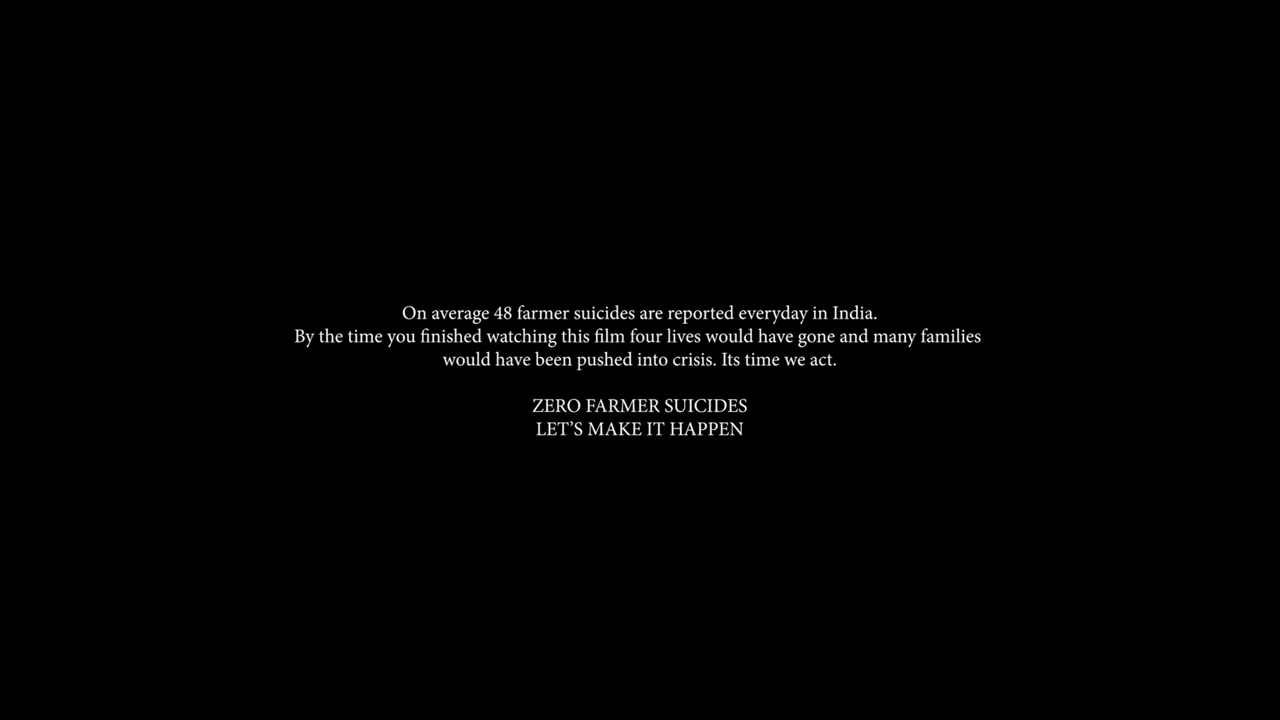 On average 48 farmer suicides are reported everyday in India.
By the time you finished watching this film four lives would have gone and many families
would have been pushed into crisis. Its time we act.
ZERO FARMER SUICIDES
LET’S MAKE IT HAPPEN